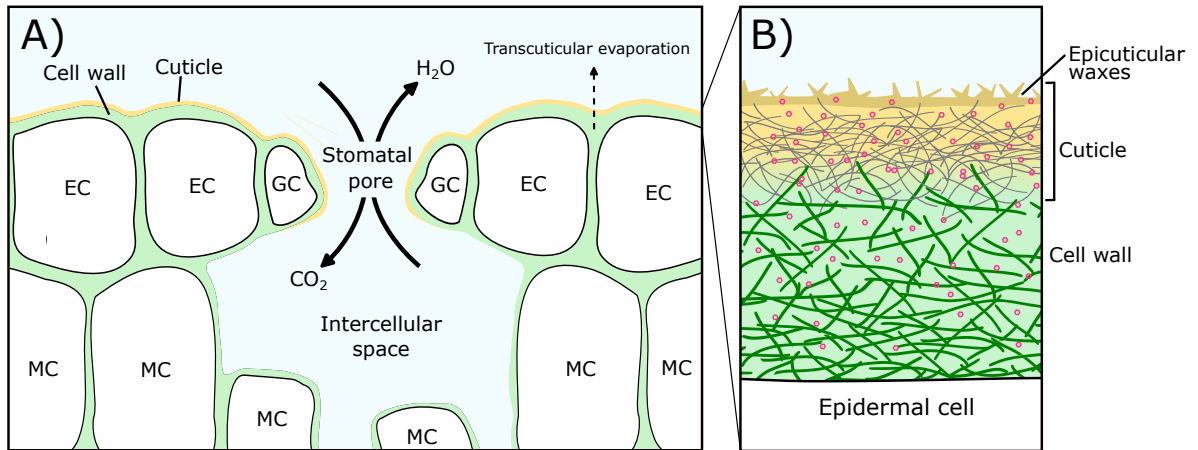 A)
Cell wall
Cuticle
H2O
Transcuticular evaporation
Stomatal
pore
EC
EC
GC
GC
EC
EC
CO2
Intercellular
space
MC
MC
MC
MC
MC
MC
B)
Epicuticular
waxes
Cuticle
Cell wall
Epidermal cell